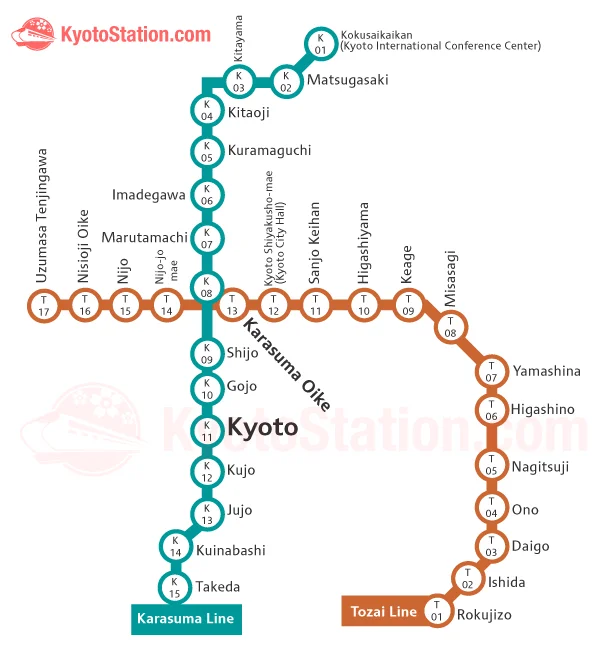 KyotoStation.com
K
01
Kokusaikaikan
(Kyoto International Conference Center)
Kitayama
K
03
K
02
Matsugasaki
K
04
Kitaoji
K
05
Kuramaguchi
Imadegawa
K
06
Marutamachi
K
07
K
08
Uzumasa Tenjingawa
Nisioji Oike
Nijo
Nijo-jo
mae
Kyoto Shiyakusho-mae
(Kyoto City Hall)
Sanjo Keihan
Higashiyama
Keage
Misasagi
T
17
T
16
T
15
T
14
T
13
T
12
T
11
T
10
T
09
T
08
Karasuma Oike
K
09
Shijo
T
07
Yamashina
K
10
Gojo
T
06
Higashino
K
11
Kyoto
KyotoStation.com
K
12
Kujo
T
05
Nagitsuji
K
13
Jujo
T
04
Ono
K
14
Kuinabashi
T
03
Daigo
K
15
Takeda
T
02
Ishida
Karasuma Line
Tozai Line
T
01
Rokujizo